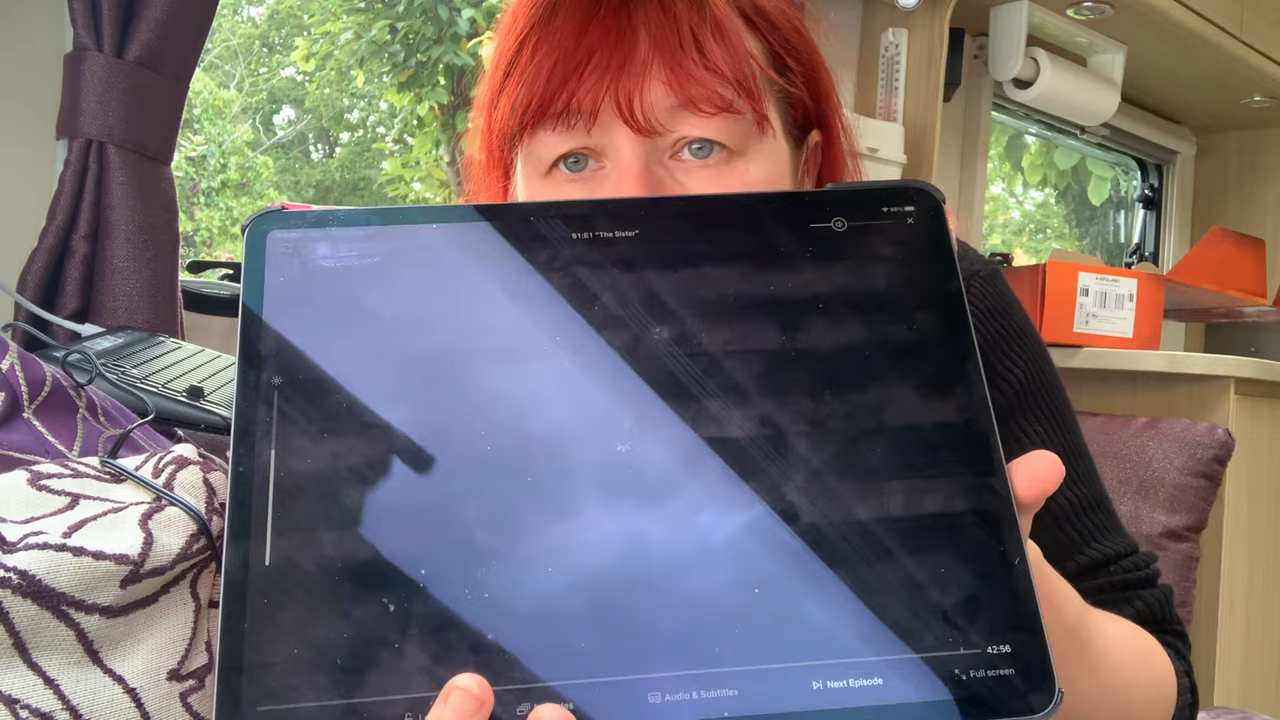 S1:E1 "The Sister"
42:56
Full screen
Next Episode
Audio & Subtitles